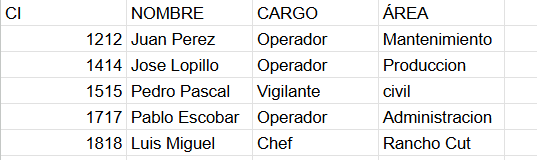 CI NOMBRE CARGO ÁREA
1212 Juan Perez Operador Mantenimiento
1414 Jose Lopillo Operador Produccion
1515 Pedro Pascal Vigilante civil
1717 Pablo Escobar Operador Administracion
1818 Luis Miguel Chef Rancho Cut